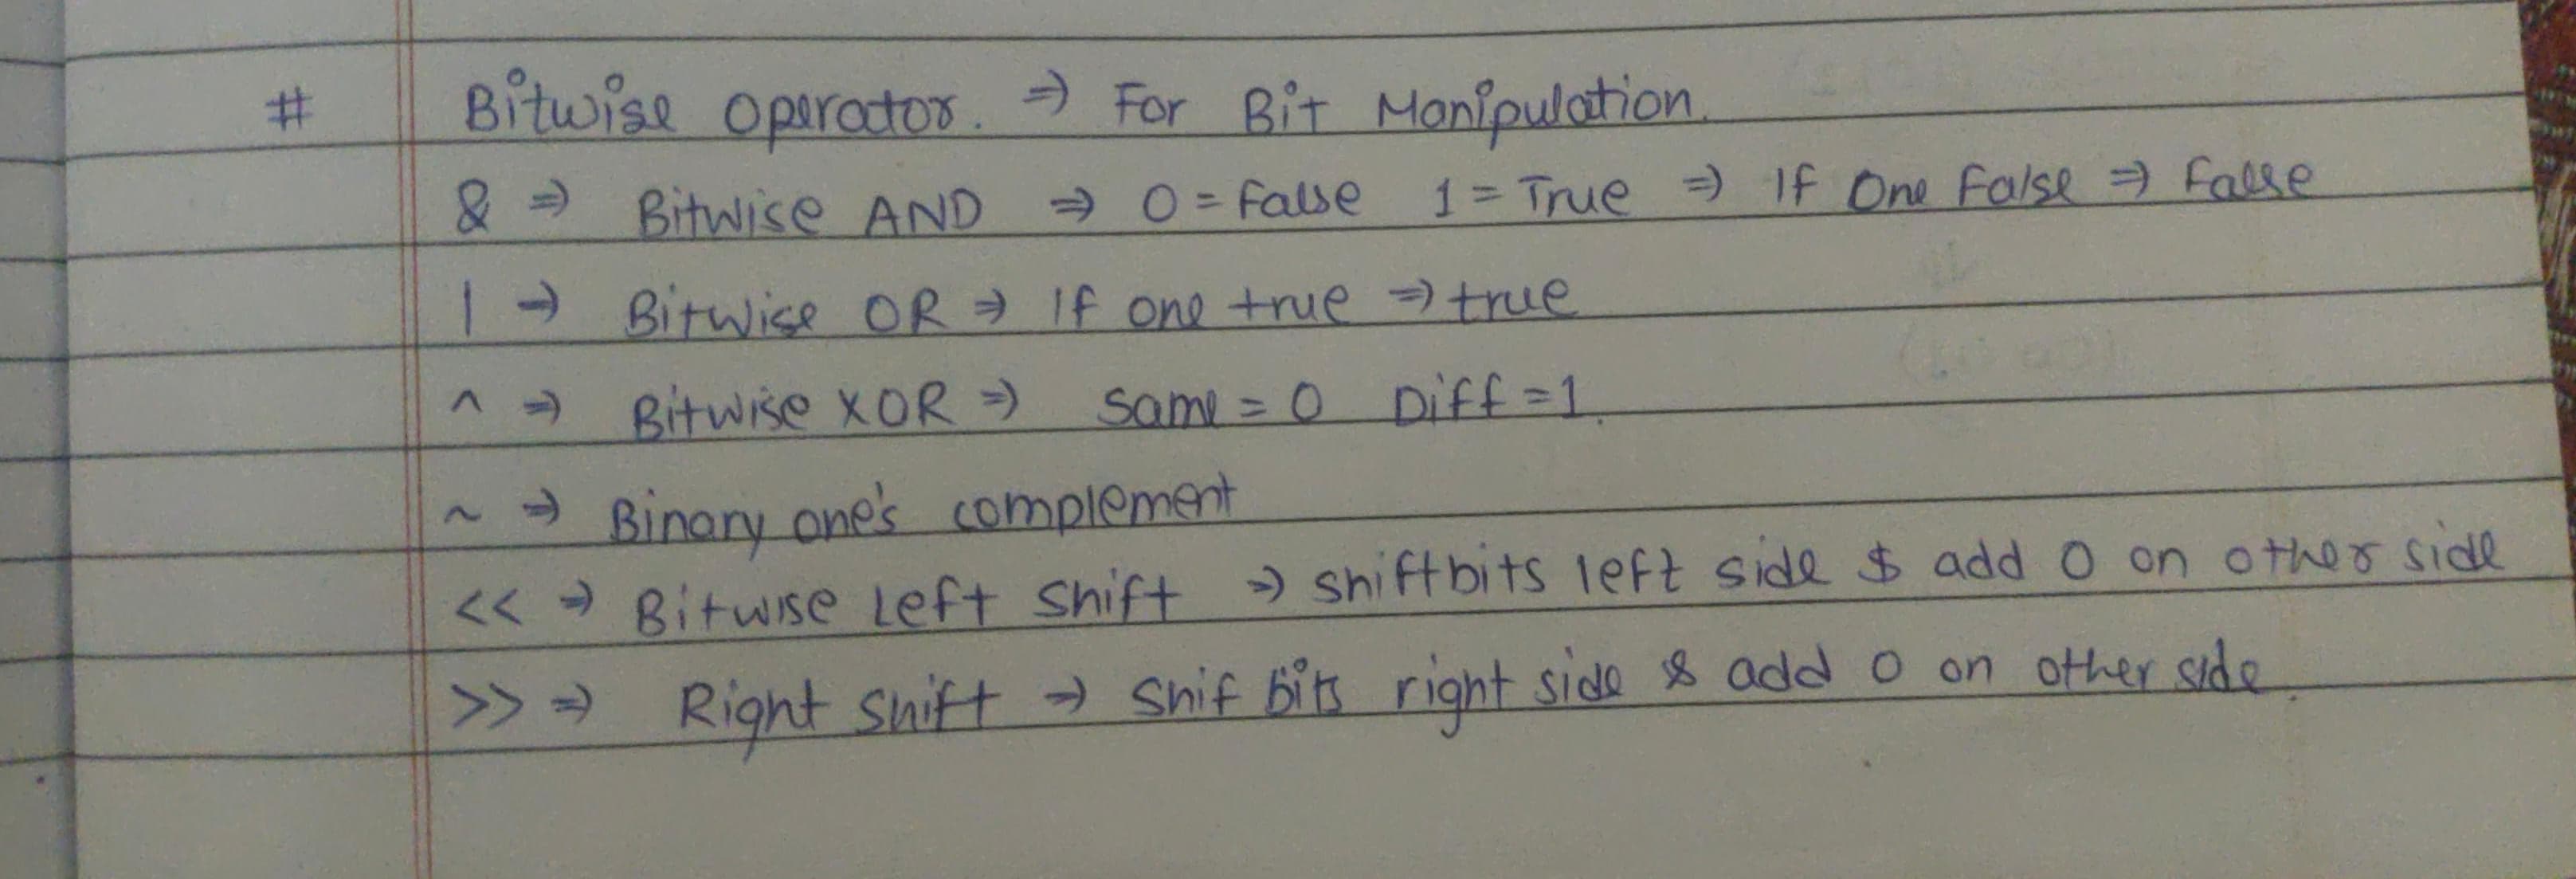 # Bitwise Operator. ⇒ For Bit Manipulation.
& ⇒ Bitwise AND ⇒ 0 = False 1 = True ⇒ If One False ⇒ False
| ⇒ Bitwise OR ⇒ If one true ⇒ true
^ ⇒ Bitwise XOR ⇒ same = 0 Diff = 1.
~ ⇒ Binary one's complement
<< ⇒ Bitwise Left shift ⇒ shift bits left side $ add 0 on other side
>> ⇒ Right shift ⇒ Shif bits right side & add 0 on other side.